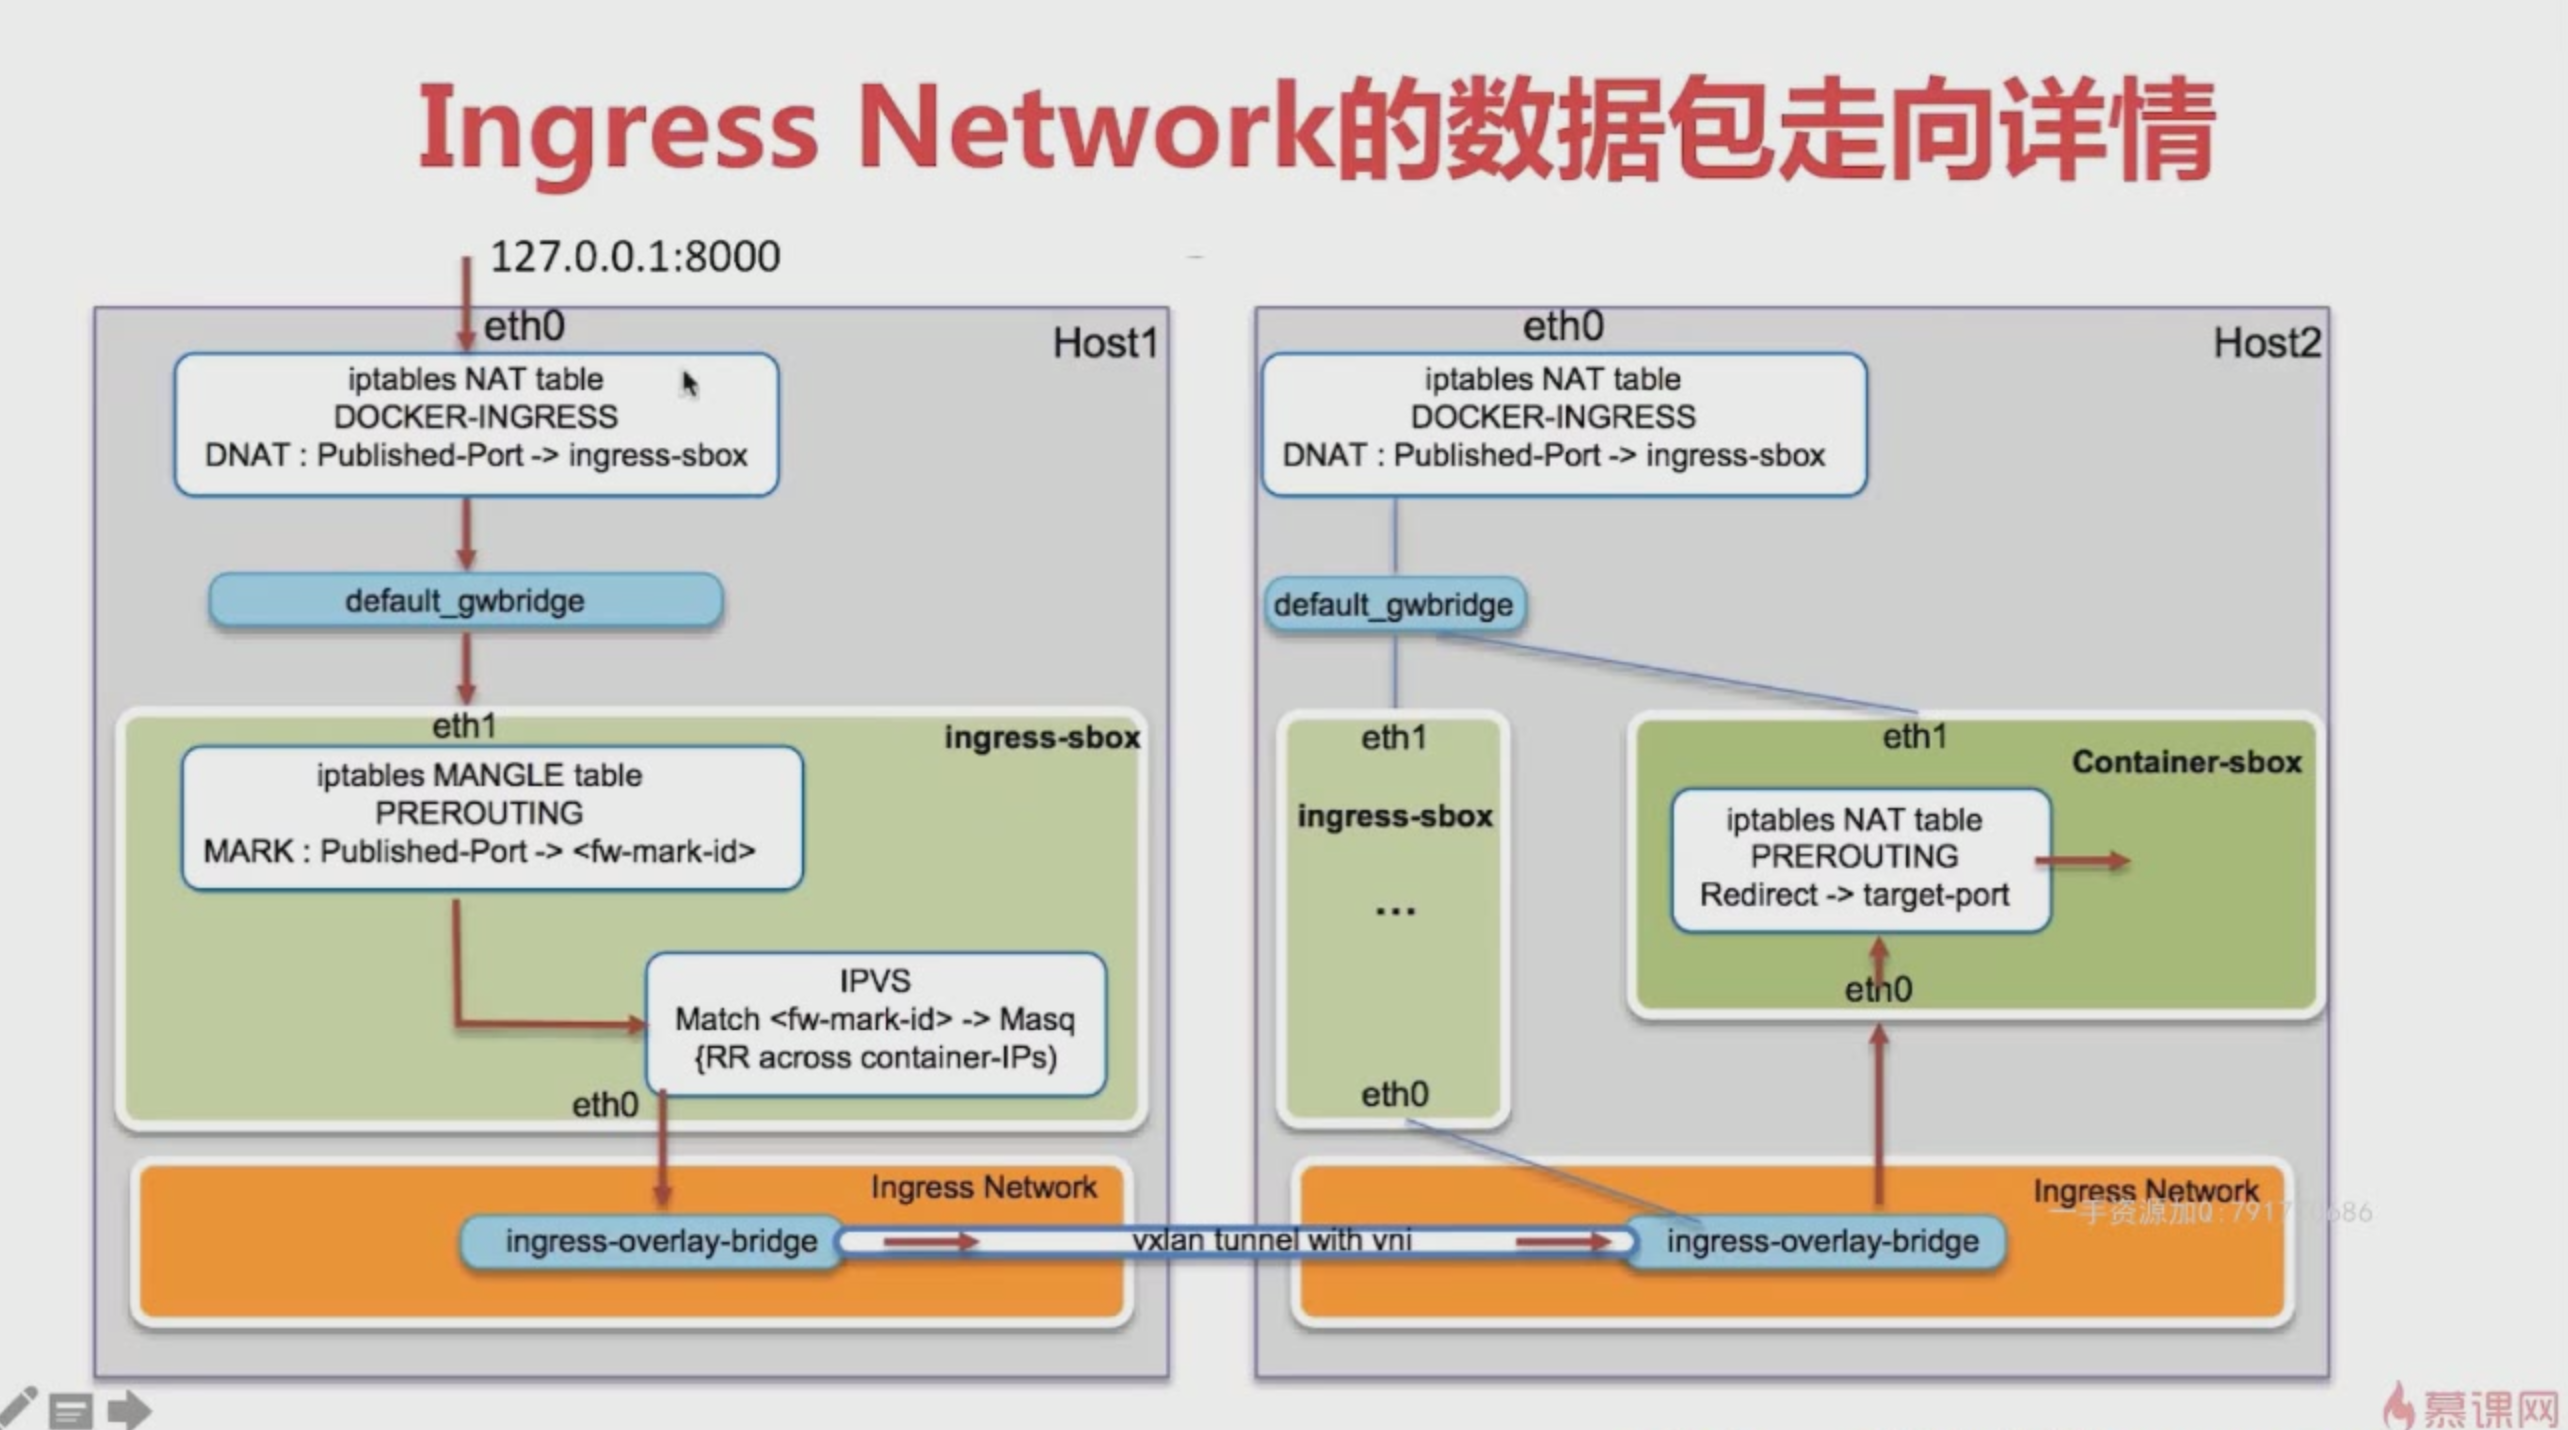 Ingress Network的数据包走向详情
127.0.0.1:8000
eth0
Host1
iptables NAT table
DOCKER-INGRESS
DNAT : Published-Port -> ingress-sbox
default_gwbridge
eth1
ingress-sbox
iptables MANGLE table
PREROUTING
MARK : Published-Port -> <fw-mark-id>
IPVS
Match <fw-mark-id> -> Masq
{RR across container-IPs)
eth0
Ingress Network
ingress-overlay-bridge
vxlan tunnel with vni
eth0
Host2
iptables NAT table
DOCKER-INGRESS
DNAT : Published-Port -> ingress-sbox
default_gwbridge
eth1
ingress-sbox
...
eth0
eth1
Container-sbox
iptables NAT table
PREROUTING
Redirect -> target-port
eth0
Ingress Network
一手资源加Q:
ingress-overlay-bridge
慕课网